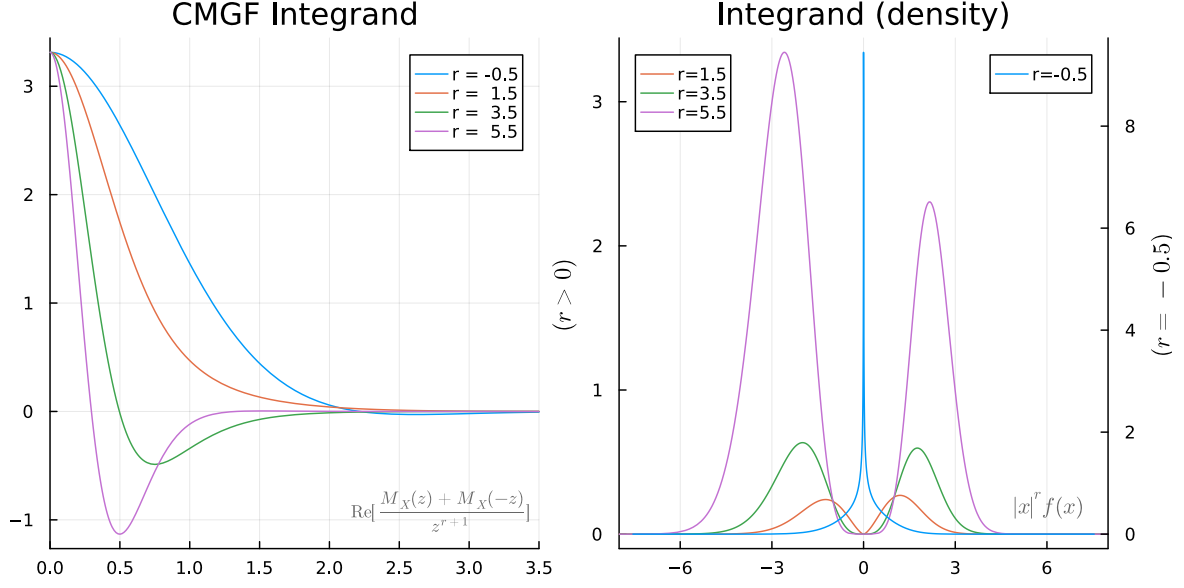 CMGF Integrand
3
2
1
0
−1
0.0 0.5 1.0 1.5 2.0 2.5 3.0 3.5
r = -0.5
r = 1.5
r = 3.5
r = 5.5
Re[ (M_X(z) + M_X(−z)) / z^{r+1} ]
Integrand (density)
(r > 0)
3
2
1
0
−6 −3 0 3 6
r=1.5
r=3.5
r=5.5
r=-0.5
|x|^r f(x)
8
6
4
2
0
(r = − 0.5)